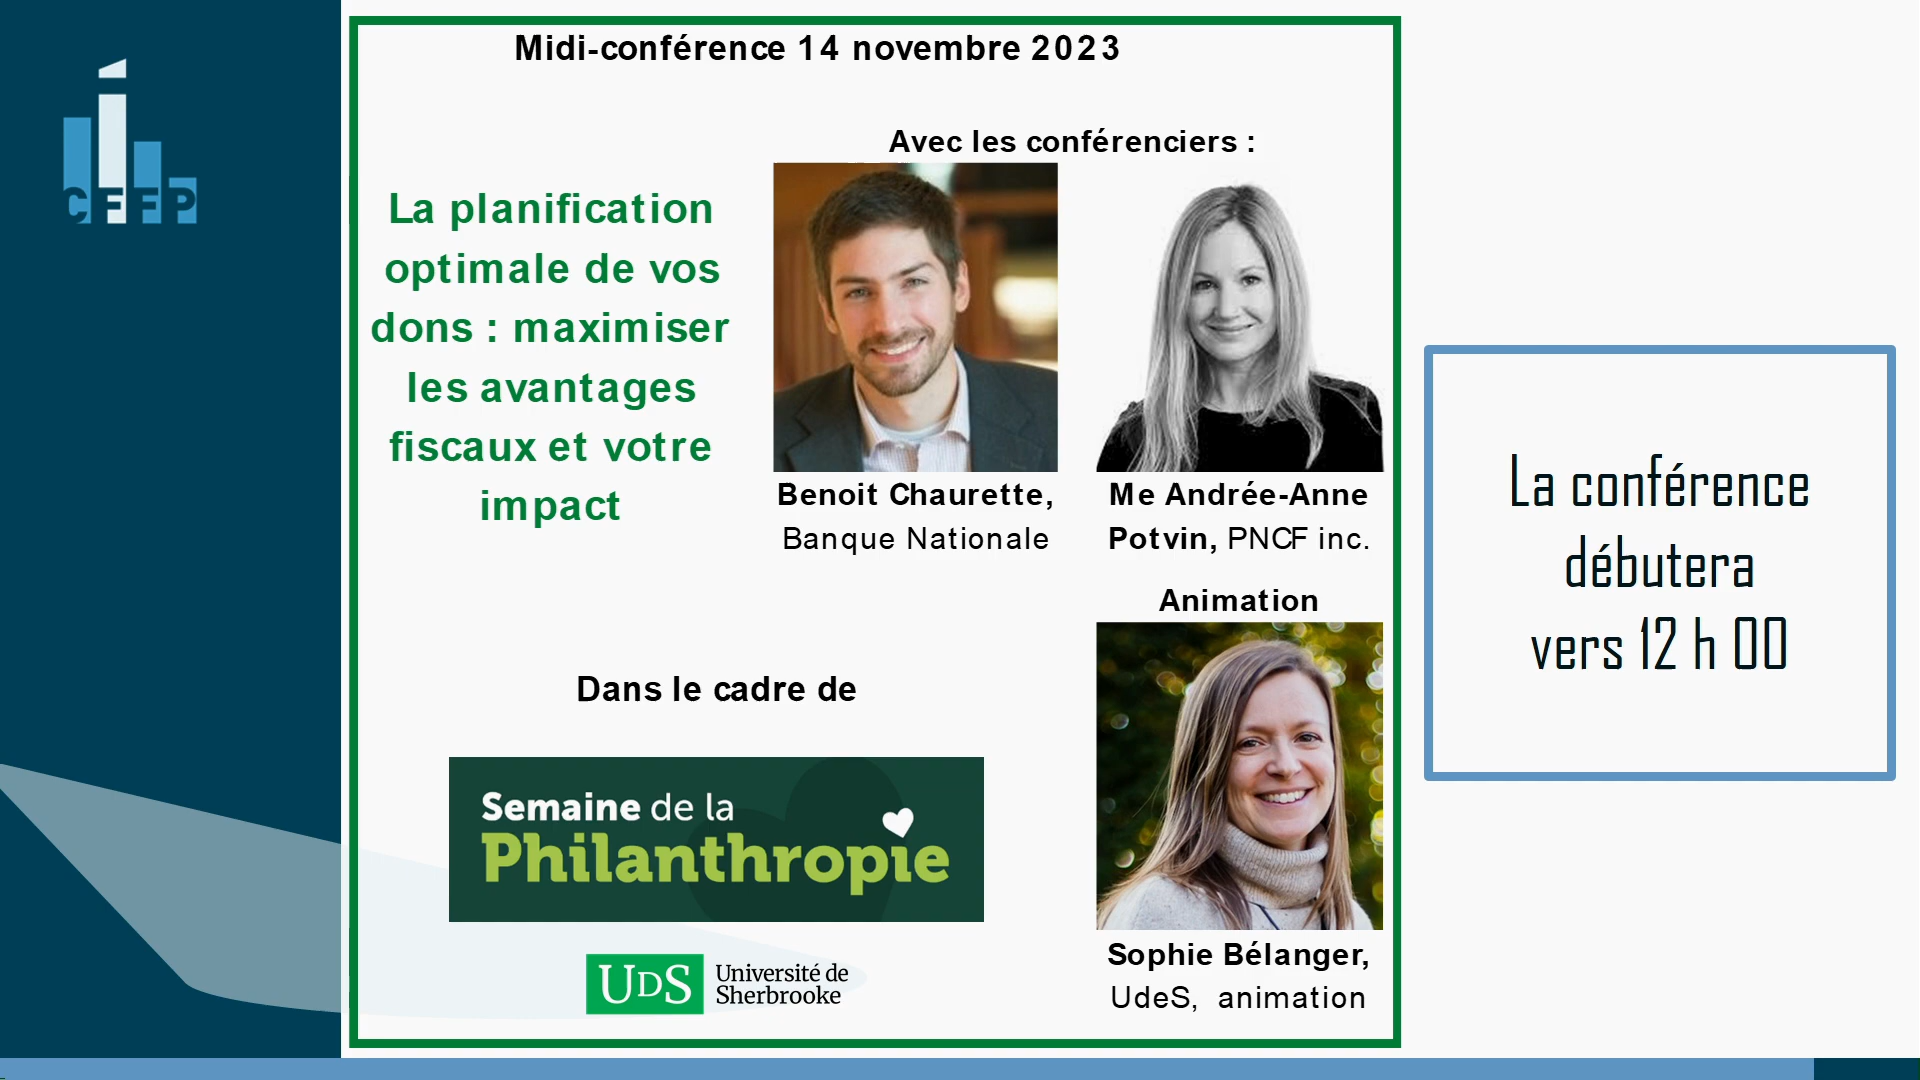 CFFP
Midi-conférence 14 novembre 2023
La planification
optimale de vos
dons : maximiser
les avantages
fiscaux et votre
impact
Avec les conférenciers :
Benoit Chaurette,
Banque Nationale
Me Andrée-Anne
Potvin, PNCF inc.
Animation
Sophie Bélanger,
UdeS, animation
Dans le cadre de
Semaine de la
Philanthropie
UDS
Université de
Sherbrooke
La conférence
débutera
vers 12 h 00